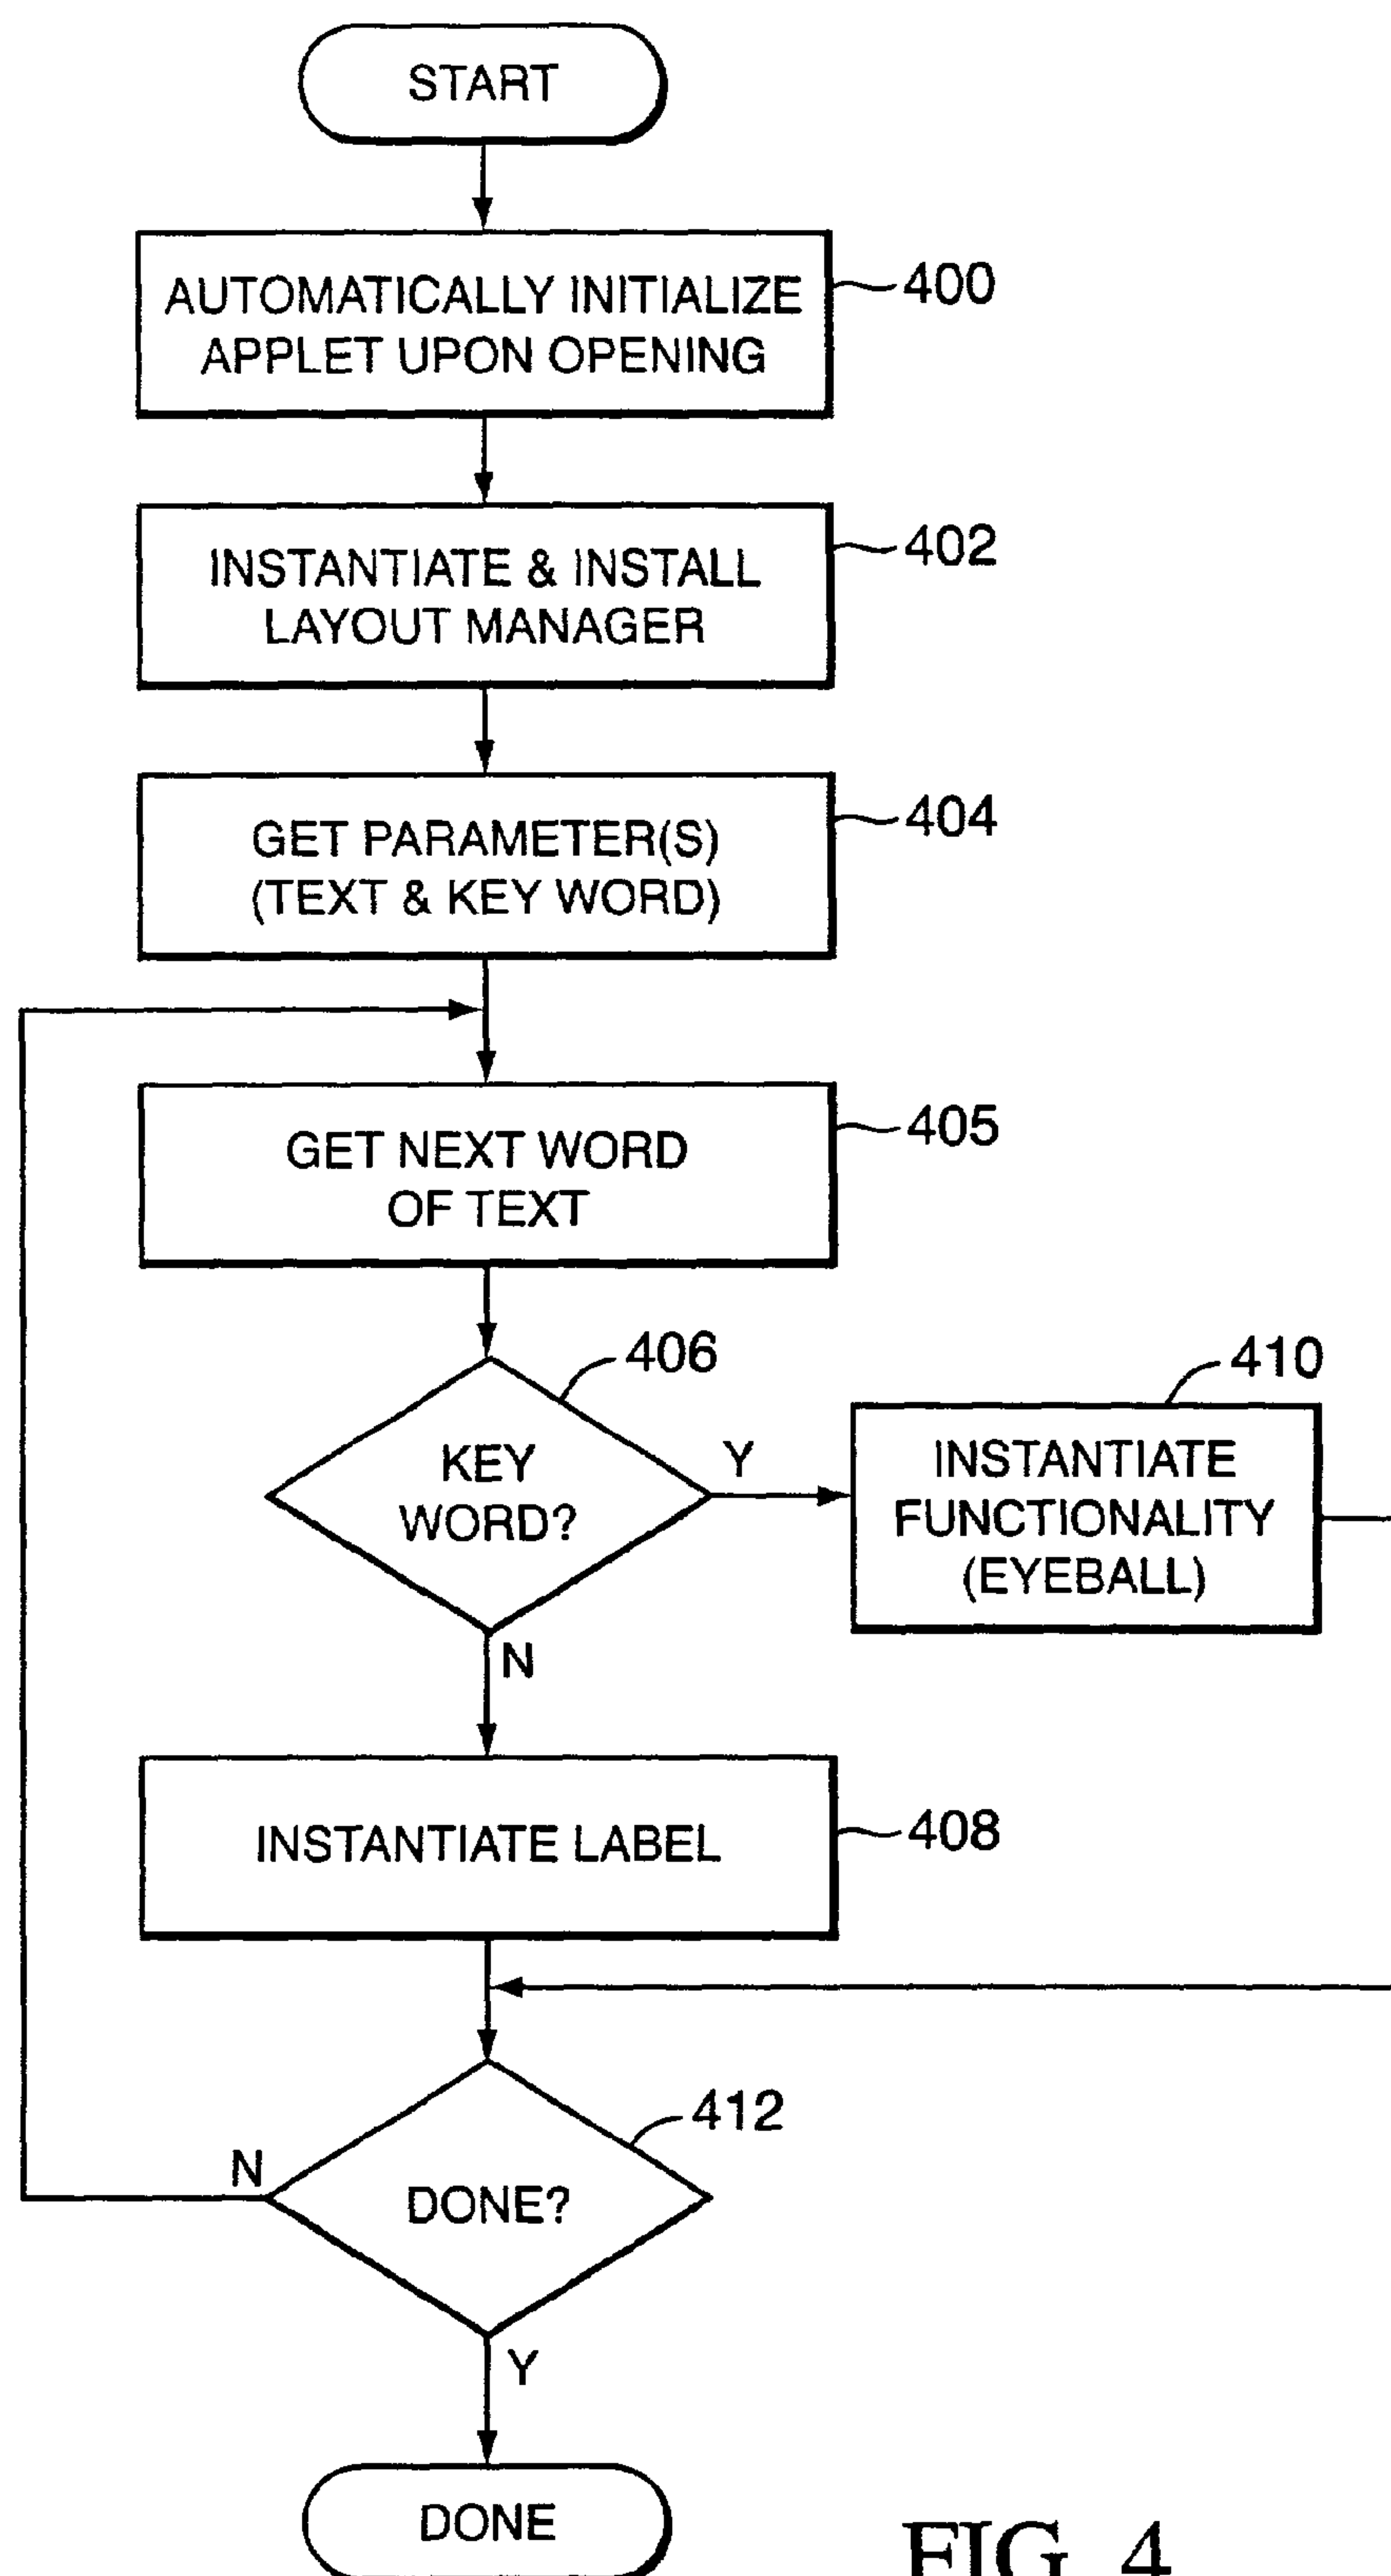 START
AUTOMATICALLY INITIALIZE
APPLET UPON OPENING
400
INSTANTIATE & INSTALL
LAYOUT MANAGER
402
GET PARAMETER(S)
(TEXT & KEY WORD)
404
GET NEXT WORD
OF TEXT
405
406
KEY
WORD?
Y
410
INSTANTIATE
FUNCTIONALITY
(EYEBALL)
N
INSTANTIATE LABEL
408
412
N
DONE?
Y
DONE
FIG. 4